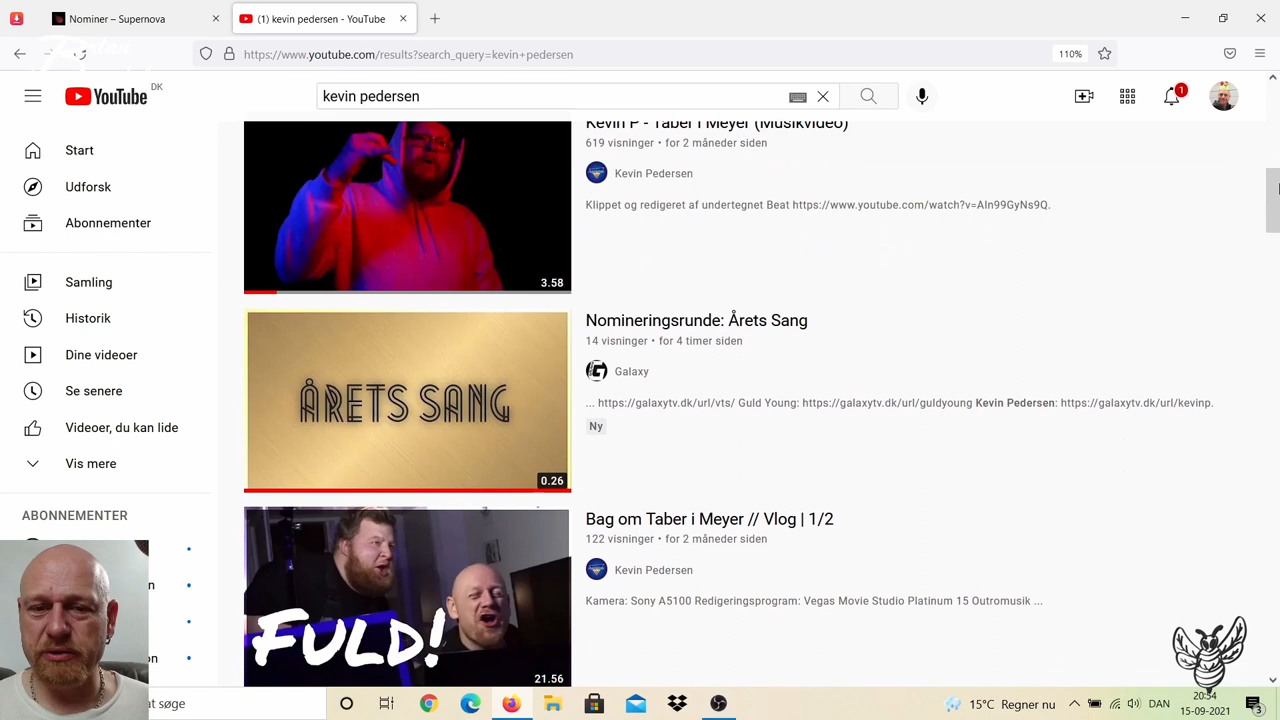 Nominer – Supernova
(1) kevin pedersen - YouTube
https://www.youtube.com/results?search_query=kevin+pedersen
110%
YouTube DK
kevin pedersen
1
Start
Udforsk
Abonnementer
Samling
Historik
Dine videoer
Se senere
Videoer, du kan lide
Vis mere
ABONNEMENTER
Kevin P - Taber i Meyer (Musikvideo)
619 visninger • for 2 måneder siden
Kevin Pedersen
Klippet og redigeret af undertegnet Beat https://www.youtube.com/watch?v=AIn99GyNs9Q.
3.58
ÅRETS SANG
0.26
Nomineringsrunde: Årets Sang
14 visninger • for 4 timer siden
Galaxy
... https://galaxytv.dk/url/vts/ Guld Young: https://galaxytv.dk/url/guldyoung Kevin Pedersen: https://galaxytv.dk/url/kevinp.
Ny
FULD!
21.56
Bag om Taber i Meyer // Vlog | 1/2
122 visninger • for 2 måneder siden
Kevin Pedersen
Kamera: Sony A5100 Redigeringsprogram: Vegas Movie Studio Platinum 15 Outromusik ...
at søge
15°C Regner nu
DAN
20:54
15-09-2021
3